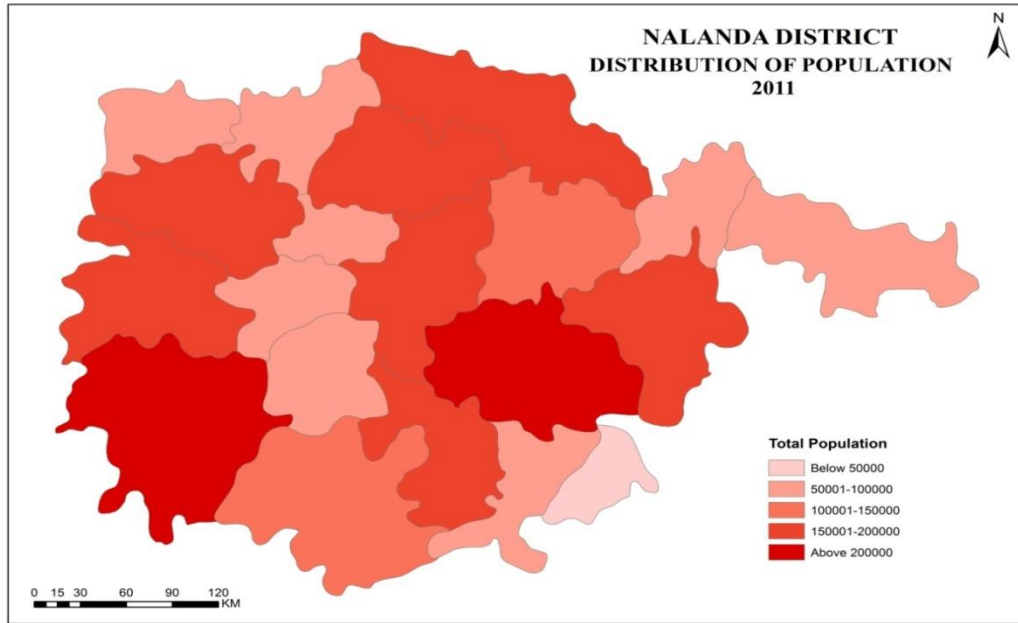 NALANDA DISTRICT
DISTRIBUTION OF POPULATION
2011
N
Total Population
Below 50000
50001-100000
100001-150000
150001-200000
Above 200000
0 15 30 60 90 120
KM